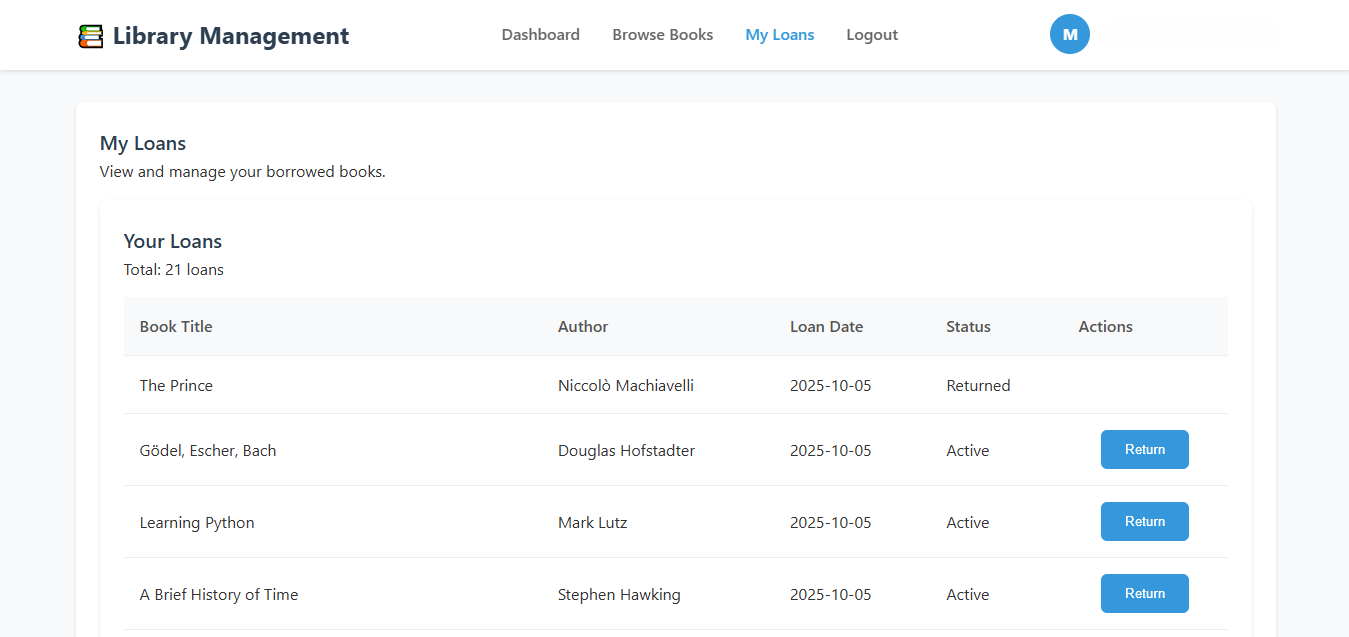 Library Management Dashboard Browse Books My Loans Logout M
My Loans
View and manage your borrowed books.
Your Loans
Total: 21 loans
Book Title Author Loan Date Status Actions
The Prince Niccolò Machiavelli 2025-10-05 Returned
Gödel, Escher, Bach Douglas Hofstadter 2025-10-05 Active Return
Learning Python Mark Lutz 2025-10-05 Active Return
A Brief History of Time Stephen Hawking 2025-10-05 Active Return